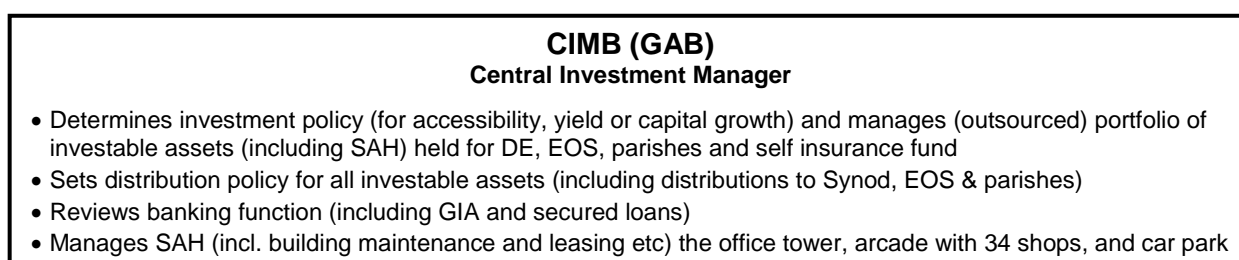 CIMB (GAB)
Central Investment Manager
• Determines investment policy (for accessibility, yield or capital growth) and manages (outsourced) portfolio of
investable assets (including SAH) held for DE, EOS, parishes and self insurance fund
• Sets distribution policy for all investable assets (including distributions to Synod, EOS & parishes)
• Reviews banking function (including GIA and secured loans)
• Manages SAH (incl. building maintenance and leasing etc) the office tower, arcade with 34 shops, and car park